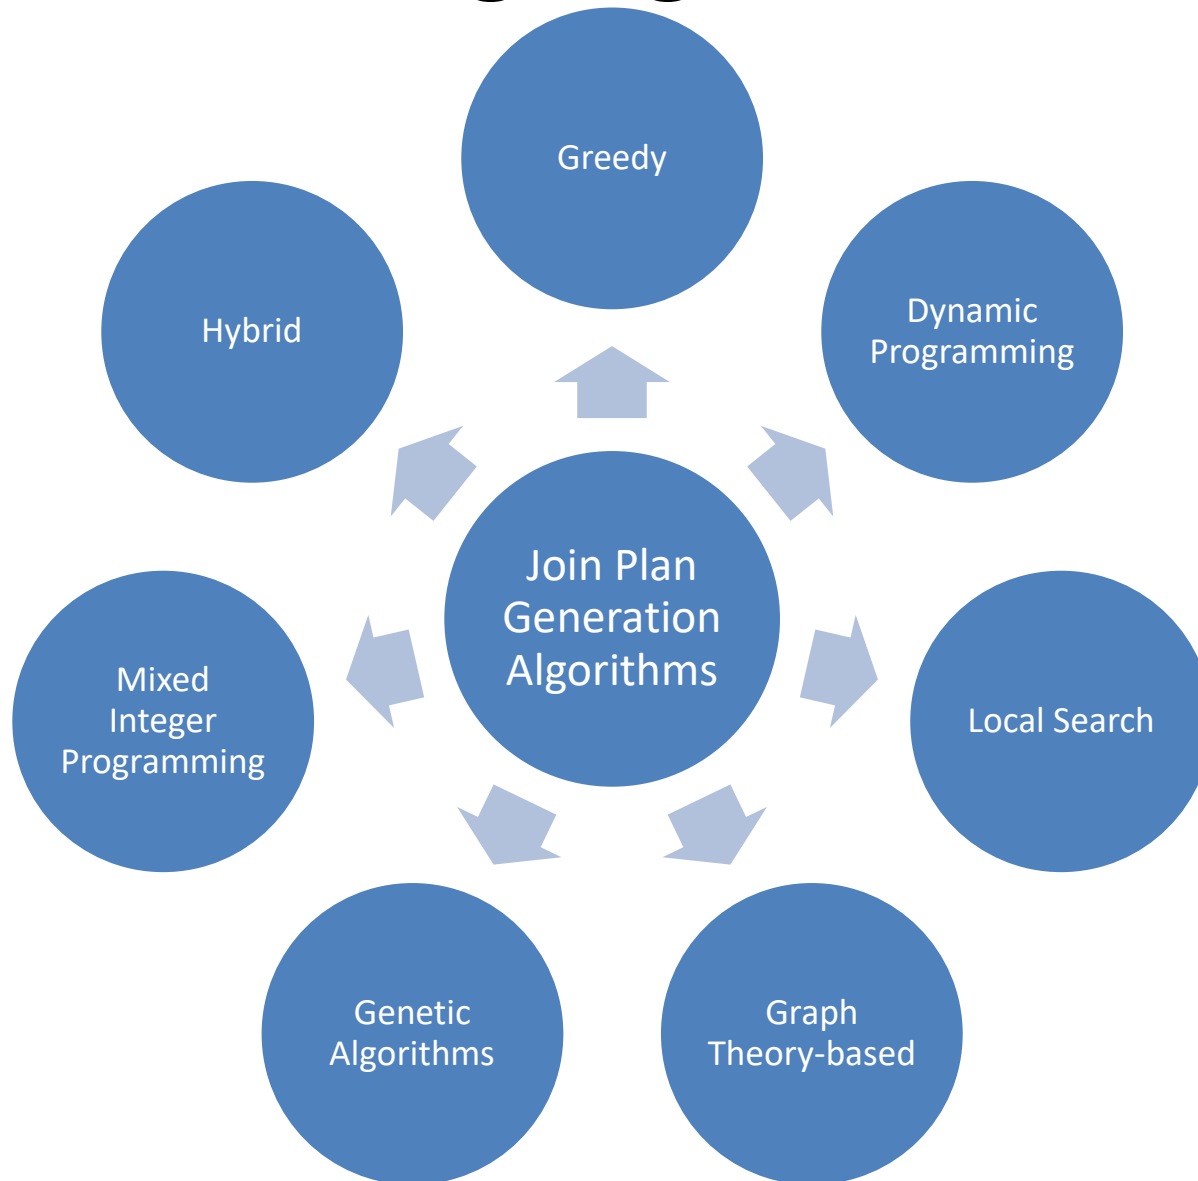 Greedy
Dynamic
Programming
Local Search
Graph
Theory-based
Genetic
Algorithms
Mixed
Integer
Programming
Hybrid
Join Plan
Generation
Algorithms